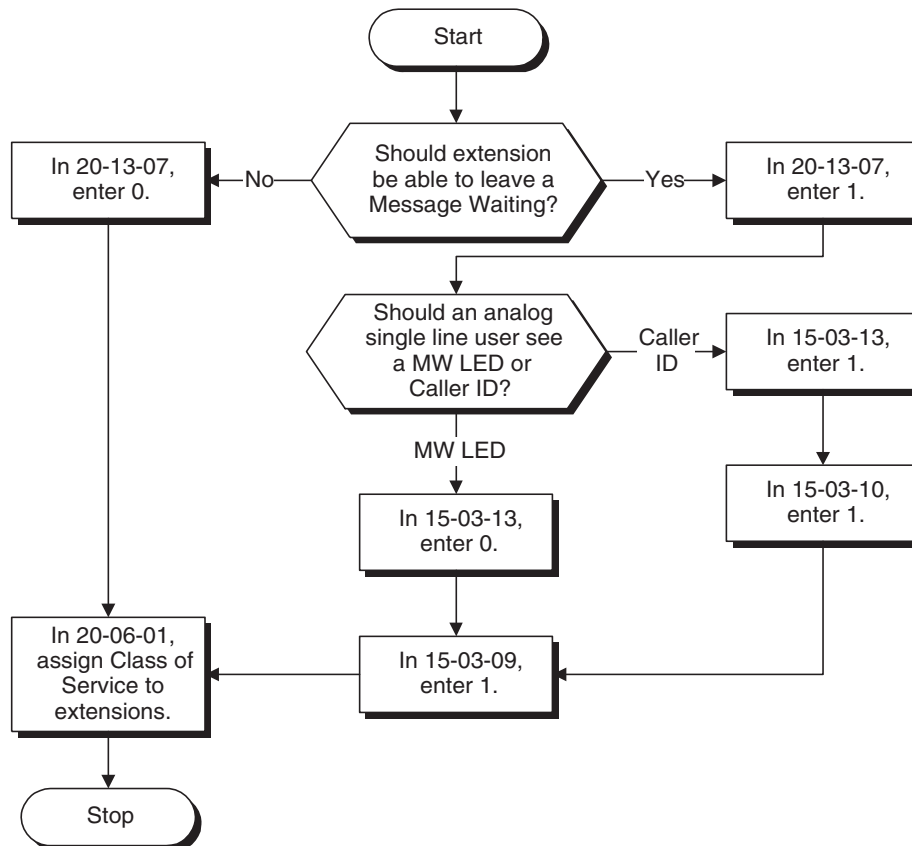 Start
Should extension
be able to leave a
Message Waiting?
No
In 20-13-07,
enter 0.
Yes
In 20-13-07,
enter 1.
Should an analog
single line user see
a MW LED or
Caller ID?
Caller
ID
In 15-03-13,
enter 1.
MW LED
In 15-03-10,
enter 1.
In 15-03-13,
enter 0.
In 20-06-01,
assign Class of
Service to
extensions.
In 15-03-09,
enter 1.
Stop